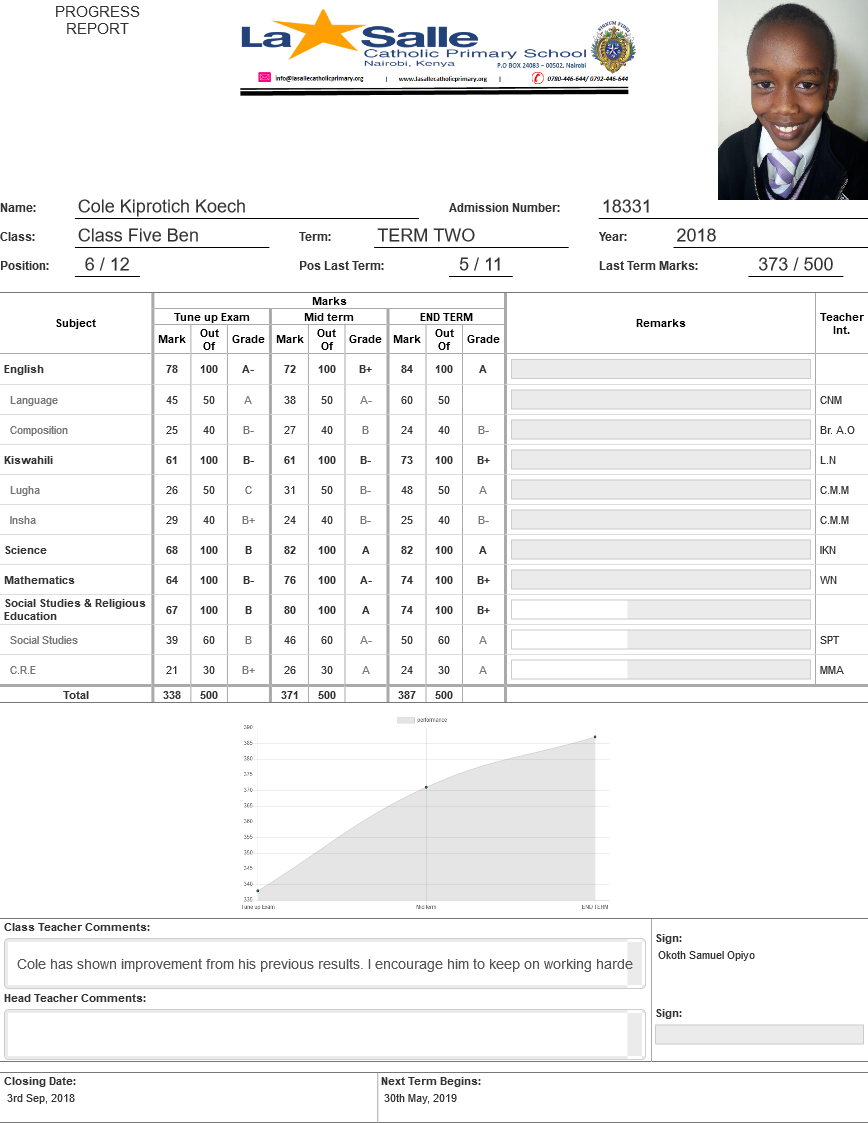 PROGRESS
REPORT
La Salle
Catholic Primary School
Nairobi, Kenya
P.O BOX 24083 – 00502, Nairobi
info@lasallecatholicprimary.org | www.lasallecatholicprimary.org | 0780-446-644/ 0792-446-644
Name: Cole Kiprotich Koech Admission Number: 18331
Class: Class Five Ben Term: TERM TWO Year: 2018
Position: 6 / 12 Pos Last Term: 5 / 11 Last Term Marks: 373 / 500
Subject Marks Remarks Teacher Int.
Tune up Exam Mid term END TERM
Mark Out Of Grade Mark Out Of Grade Mark Out Of Grade
English 78 100 A- 72 100 B+ 84 100 A
Language 45 50 A 38 50 A- 60 50 CNM
Composition 25 40 B- 27 40 B 24 40 B- Br. A.O
Kiswahili 61 100 B- 61 100 B- 73 100 B+ L.N
Lugha 26 50 C 31 50 B- 48 50 A C.M.M
Insha 29 40 B+ 24 40 B- 25 40 B- C.M.M
Science 68 100 B 82 100 A 82 100 A IKN
Mathematics 64 100 B- 76 100 A- 74 100 B+ WN
Social Studies & Religious
Education 67 100 B 80 100 A 74 100 B+
Social Studies 39 60 B 46 60 A- 50 60 A SPT
C.R.E 21 30 B+ 26 30 A 24 30 A MMA
Total 338 500 371 500 387 500
performance
390
385
380
375
370
365
360
355
350
345
340
335
Tune up Exam Mid term END TERM
Class Teacher Comments:
Cole has shown improvement from his previous results. I encourage him to keep on working harde
Sign:
Okoth Samuel Opiyo
Head Teacher Comments:
Sign:
Closing Date:
3rd Sep, 2018
Next Term Begins:
30th May, 2019